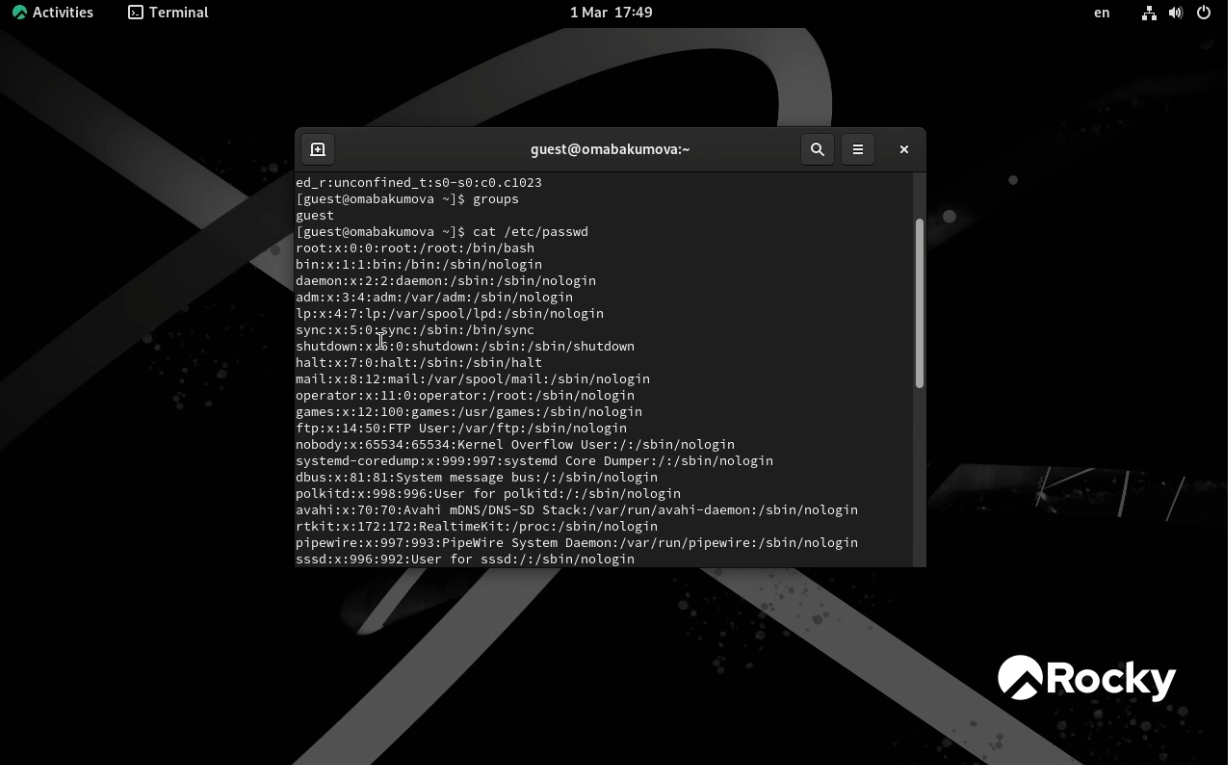 Activities
Terminal
1 Mar 17:49
en
guest@omabakumova:~
ed_r:unconfined_t:s0-s0:c0.c1023
[guest@omabakumova ~]$ groups
guest
[guest@omabakumova ~]$ cat /etc/passwd
root:x:0:0:root:/root:/bin/bash
bin:x:1:1:bin:/bin:/sbin/nologin
daemon:x:2:2:daemon:/sbin:/sbin/nologin
adm:x:3:4:adm:/var/adm:/sbin/nologin
lp:x:4:7:lp:/var/spool/lpd:/sbin/nologin
sync:x:5:0:sync:/sbin:/bin/sync
shutdown:x:6:0:shutdown:/sbin:/sbin/shutdown
halt:x:7:0:halt:/sbin:/sbin/halt
mail:x:8:12:mail:/var/spool/mail:/sbin/nologin
operator:x:11:0:operator:/root:/sbin/nologin
games:x:12:100:games:/usr/games:/sbin/nologin
ftp:x:14:50:FTP User:/var/ftp:/sbin/nologin
nobody:x:65534:65534:Kernel Overflow User:/:/sbin/nologin
systemd-coredump:x:999:997:systemd Core Dumper:/:/sbin/nologin
dbus:x:81:81:System message bus:/:/sbin/nologin
polkitd:x:998:996:User for polkitd:/:/sbin/nologin
avahi:x:70:70:Avahi mDNS/DNS-SD Stack:/var/run/avahi-daemon:/sbin/nologin
rtkit:x:172:172:RealtimeKit:/proc:/sbin/nologin
pipewire:x:997:993:PipeWire System Daemon:/var/run/pipewire:/sbin/nologin
sssd:x:996:992:User for sssd:/:/sbin/nologin
Rocky